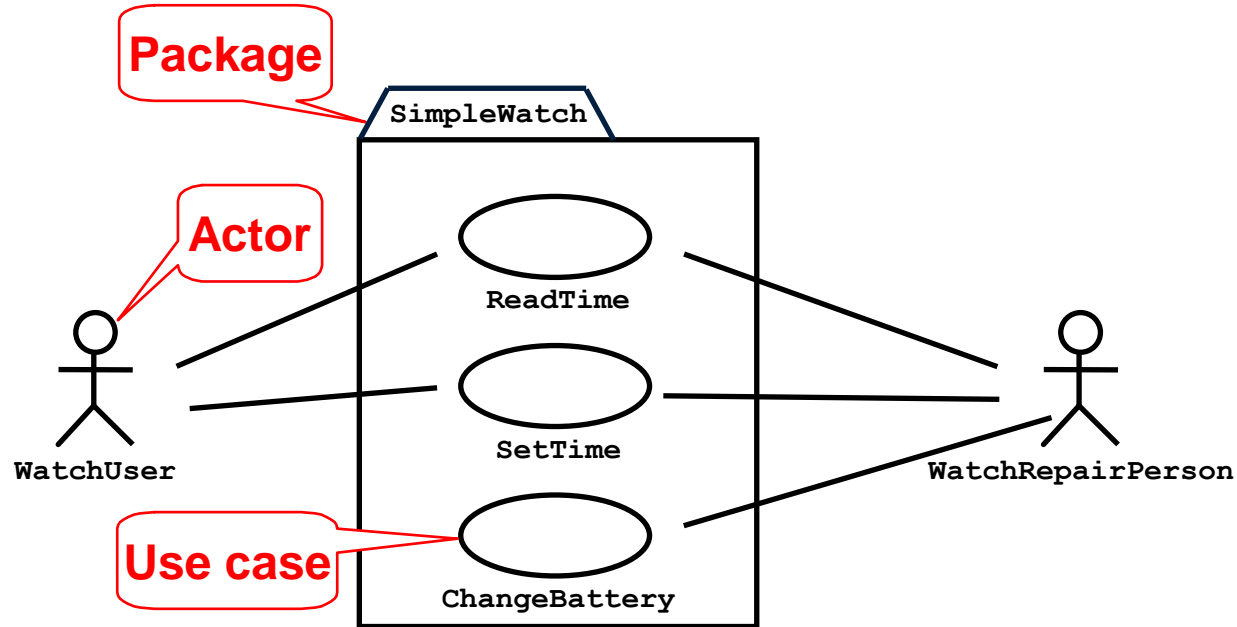 Package
SimpleWatch
Actor
ReadTime
SetTime
WatchUser
WatchRepairPerson
Use case
ChangeBattery